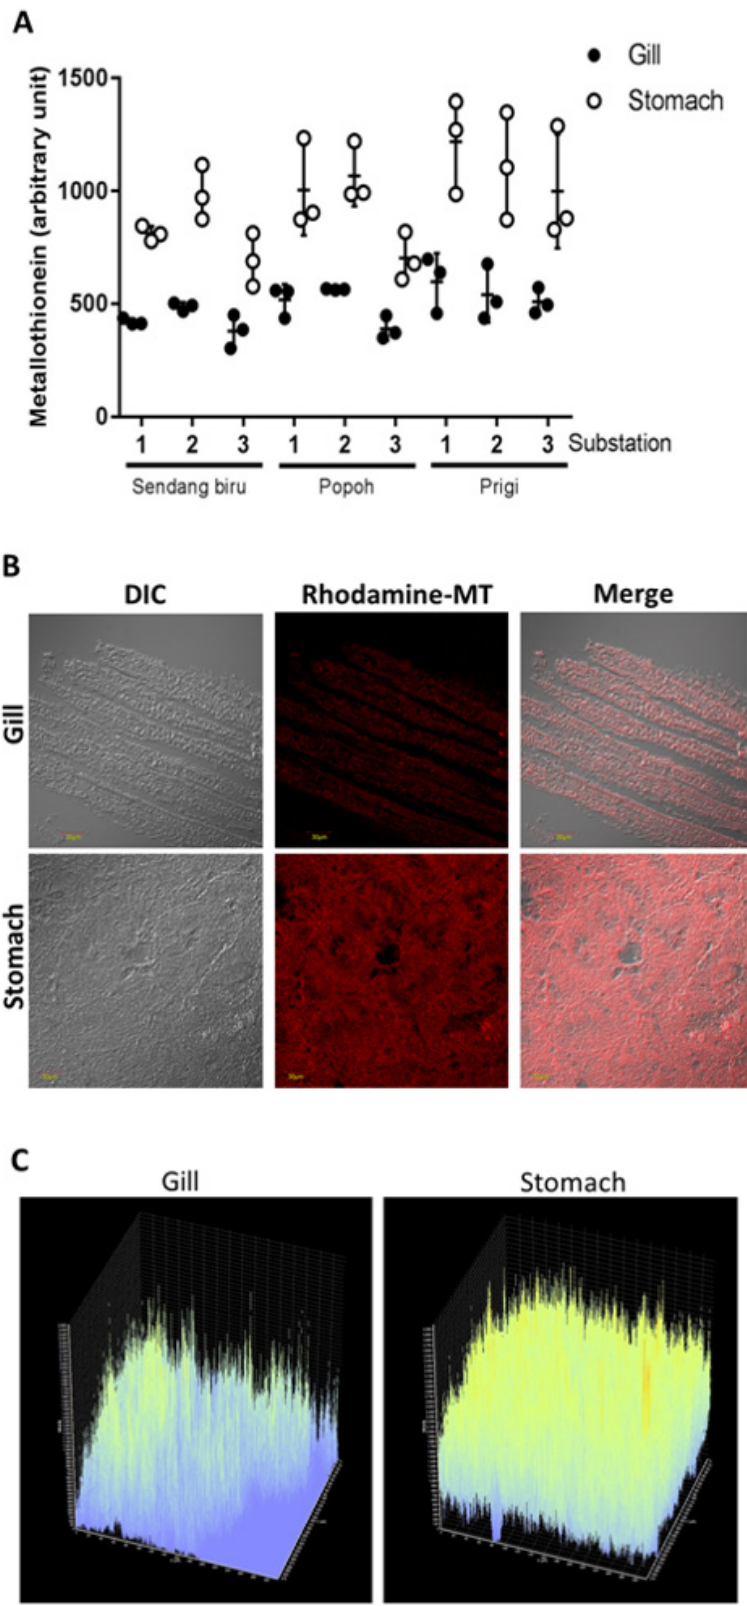 A
Gill
Stomach
Metallothionein (arbitrary unit)
1500
1000
500
0
1 2 3 1 2 3 1 2 3 Substation
Sendang biru Popoh Prigi
B
DIC Rhodamine-MT Merge
Gill
Stomach
C
Gill Stomach